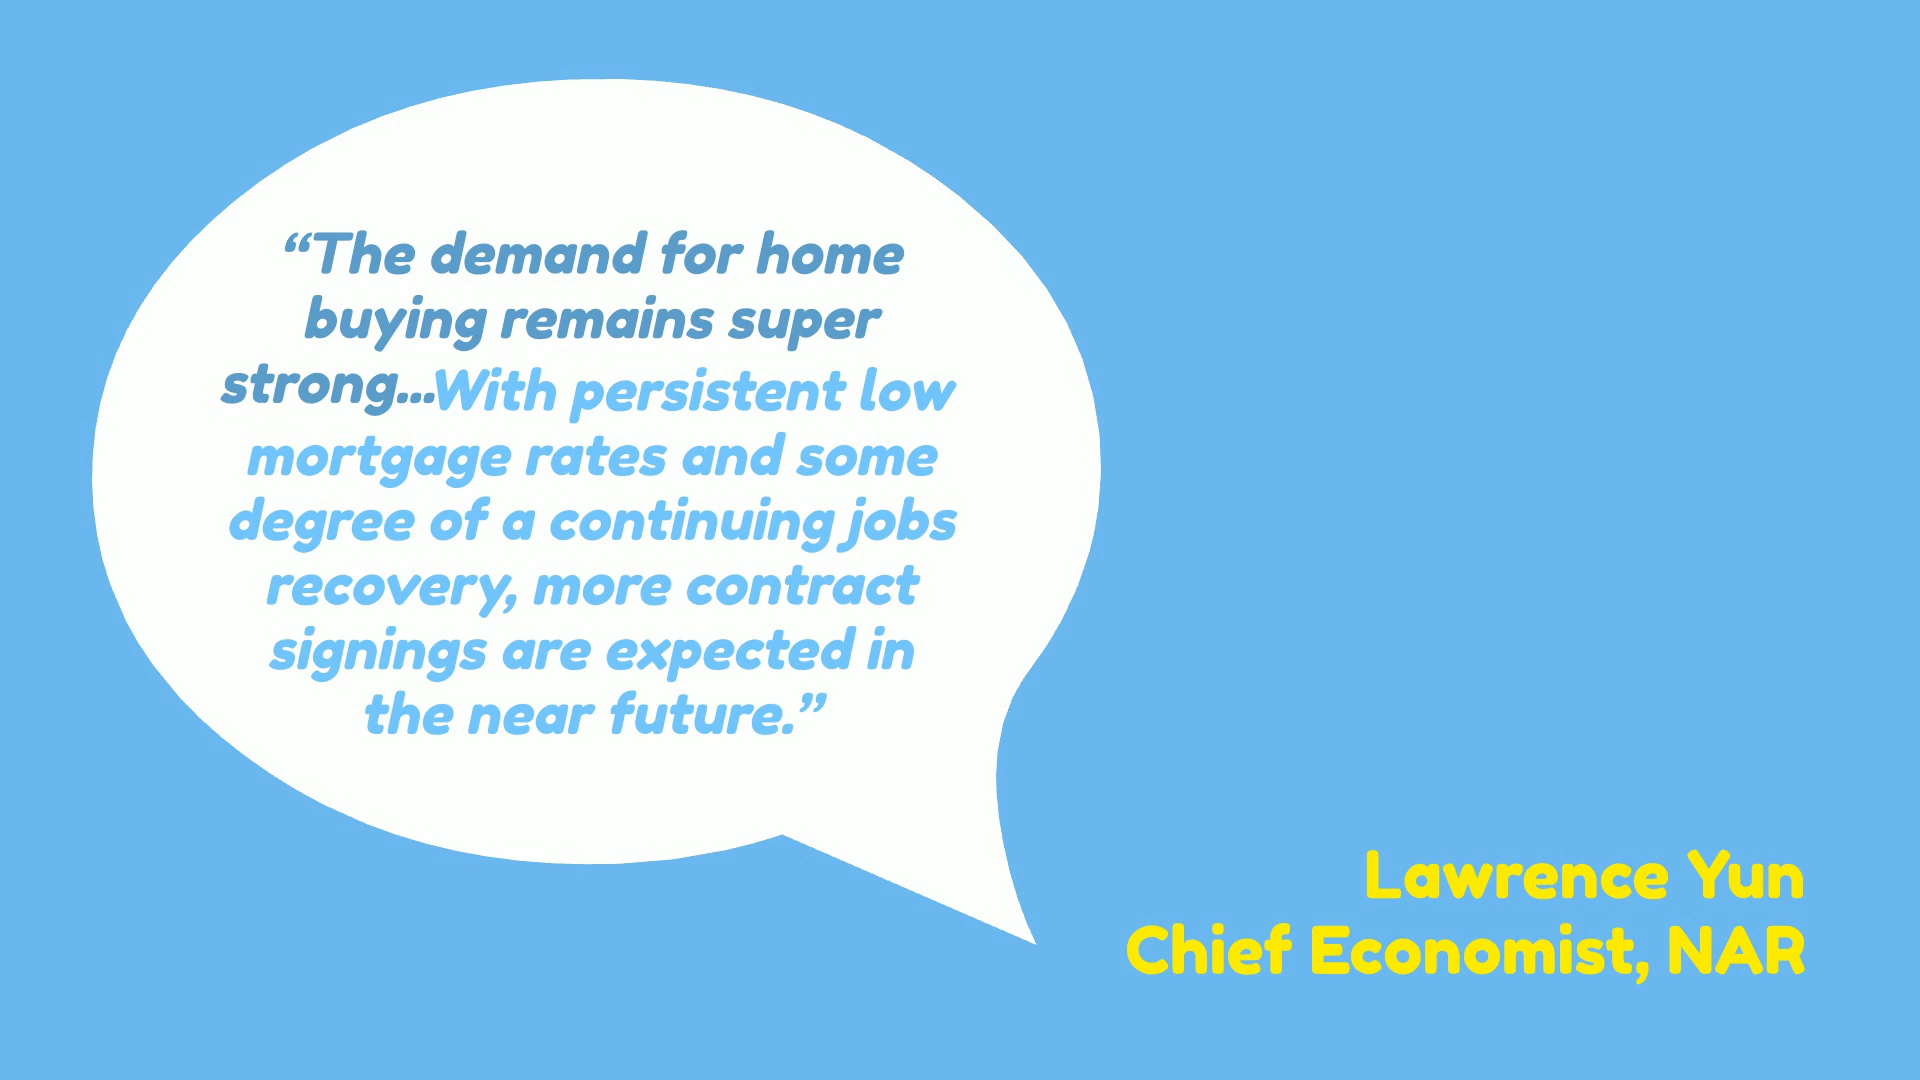 “The demand for home
buying remains super
strong...With persistent low
mortgage rates and some
degree of a continuing jobs
recovery, more contract
signings are expected in
the near future.”
Lawrence Yun
Chief Economist, NAR